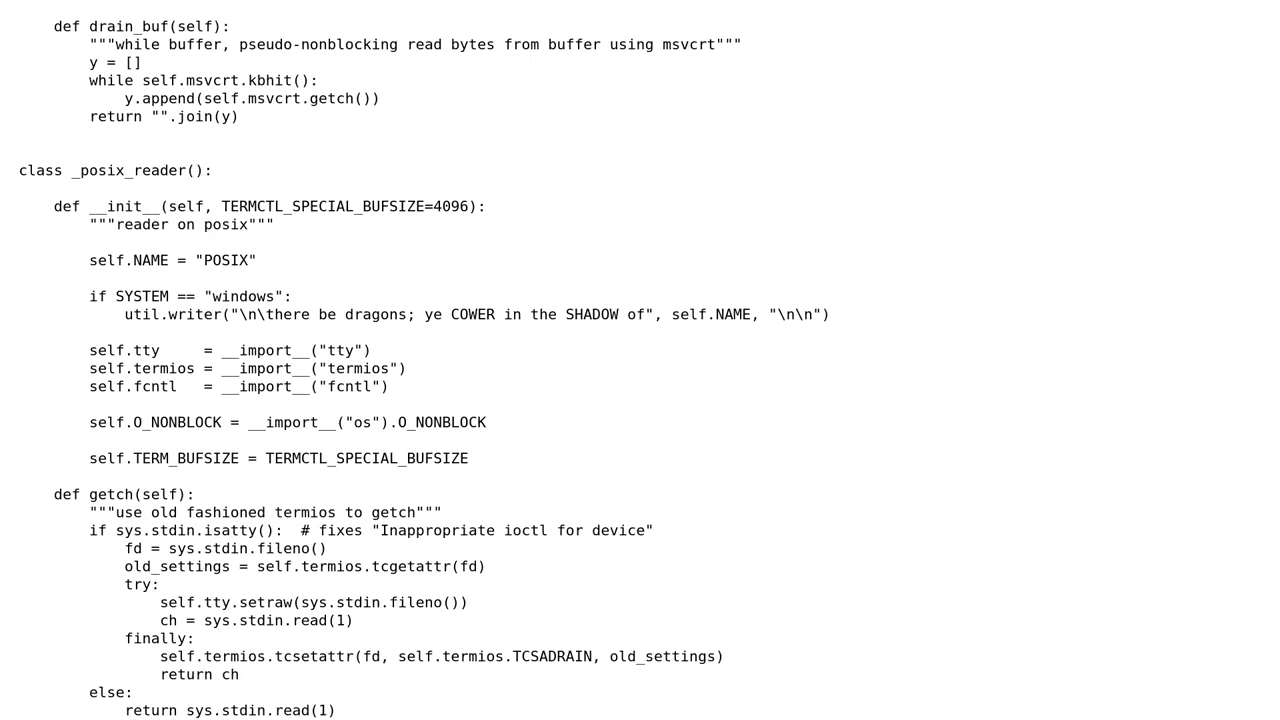 def drain_buf(self):
        """while buffer, pseudo-nonblocking read bytes from buffer using msvcrt"""
        y = []
        while self.msvcrt.kbhit():
            y.append(self.msvcrt.getch())
        return "".join(y)


class _posix_reader():

    def __init__(self, TERMCTL_SPECIAL_BUFSIZE=4096):
        """reader on posix"""

        self.NAME = "POSIX"

        if SYSTEM == "windows":
            util.writer("\n\there be dragons; ye COWER in the SHADOW of", self.NAME, "\n\n")

        self.tty     = __import__("tty")
        self.termios = __import__("termios")
        self.fcntl   = __import__("fcntl")

        self.O_NONBLOCK = __import__("os").O_NONBLOCK

        self.TERM_BUFSIZE = TERMCTL_SPECIAL_BUFSIZE

    def getch(self):
        """use old fashioned termios to getch"""
        if sys.stdin.isatty():  # fixes "Inappropriate ioctl for device"
            fd = sys.stdin.fileno()
            old_settings = self.termios.tcgetattr(fd)
            try:
                self.tty.setraw(sys.stdin.fileno())
                ch = sys.stdin.read(1)
            finally:
                self.termios.tcsetattr(fd, self.termios.TCSADRAIN, old_settings)
                return ch
        else:
            return sys.stdin.read(1)